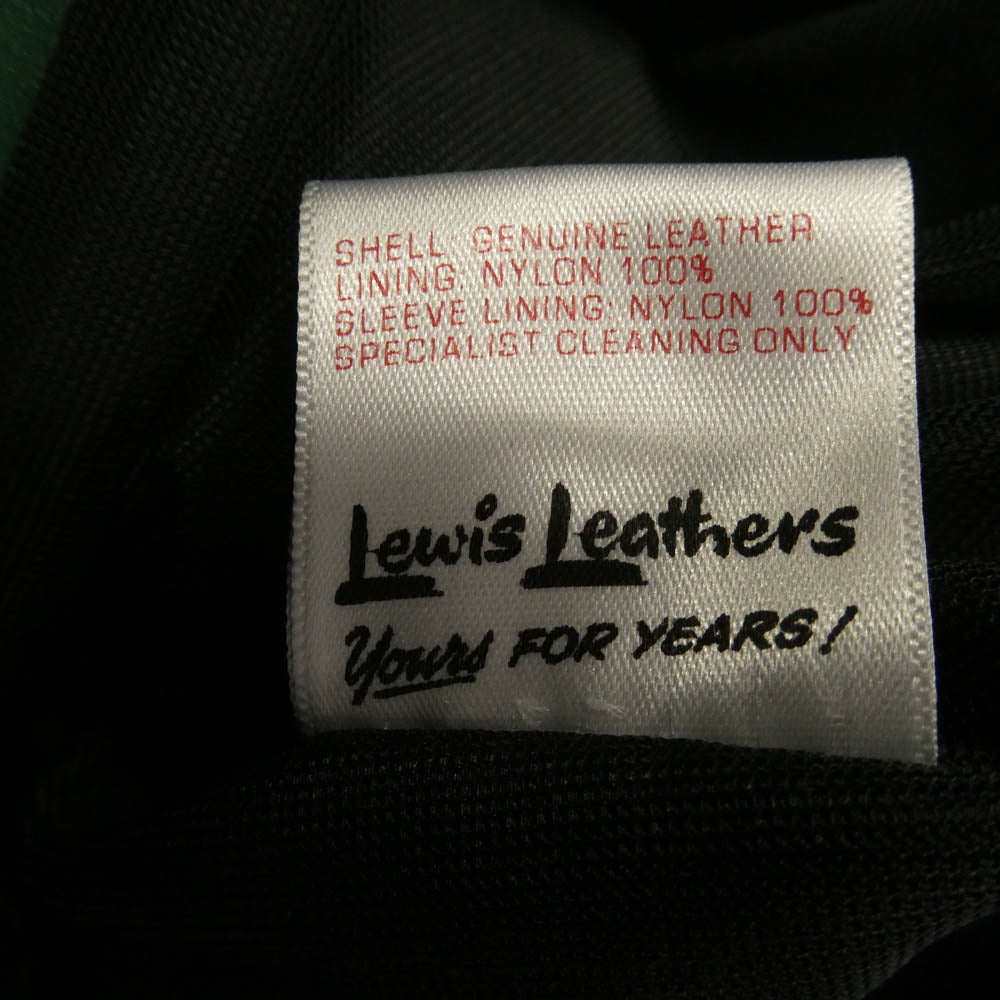 SHELL: GENUINE LEATHER
LINING: NYLON 100%
SLEEVE LINING: NYLON 100%
SPECIALIST CLEANING ONLY
Lewis Leathers
Yours FOR YEARS!